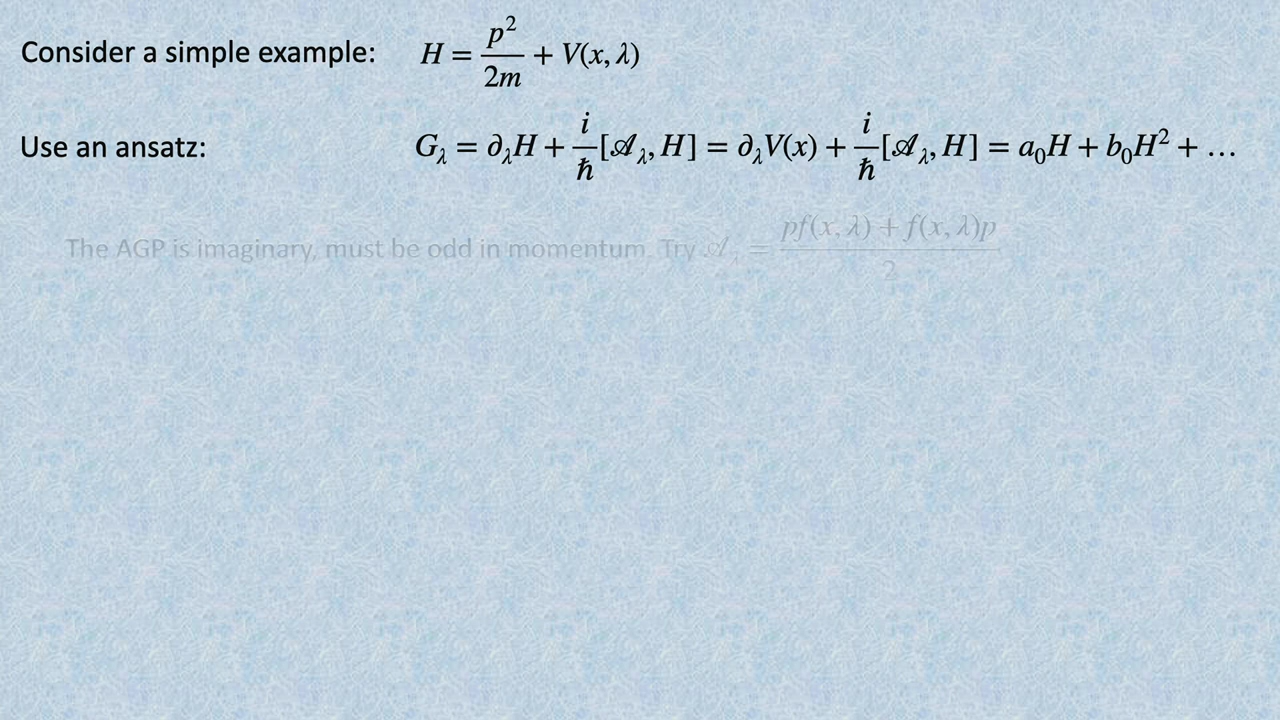 Consider a simple example: H = p²/2m + V(x, λ)
Use an ansatz: G_λ = ∂_λH + i/ħ[𝒜_λ, H] = ∂_λV(x) + i/ħ[𝒜_λ, H] = a₀H + b₀H² + …
The AGP is imaginary, must be odd in momentum. Try 𝒜_λ = (pf(x, λ) + f(x, λ)p)/2